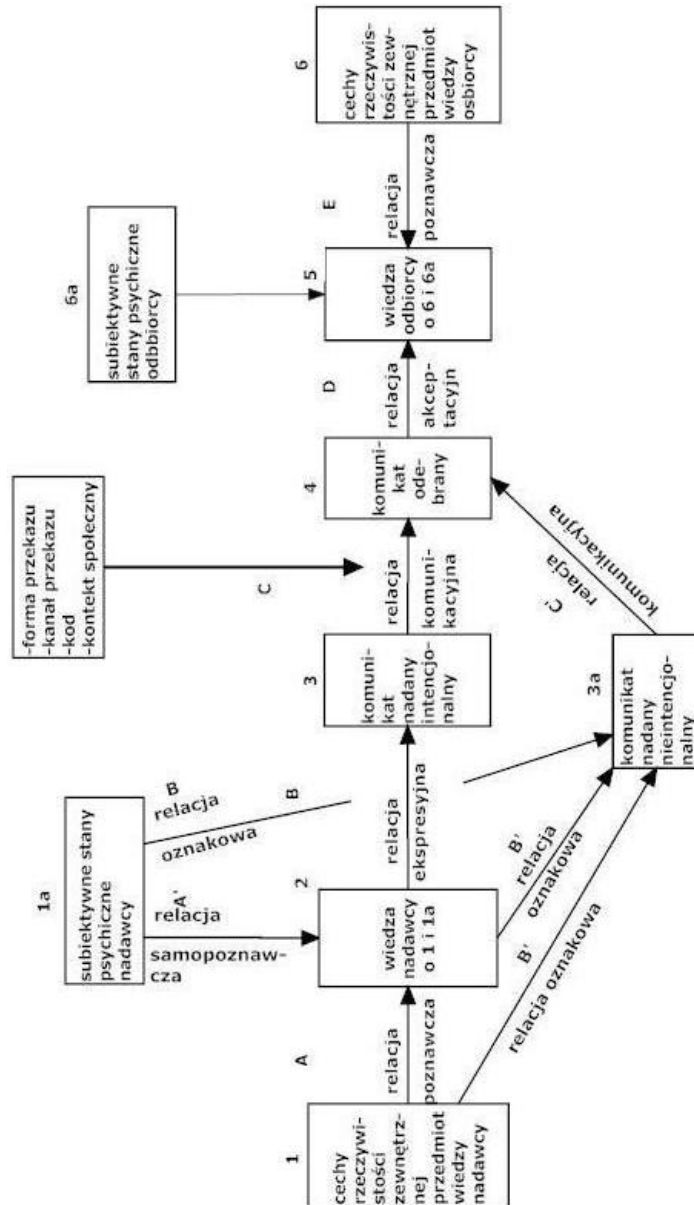 1
cechy
rzeczywi-
stości
zewnętrz-
nej
przedmiot
wiedzy
nadawcy
A
relacja
poznawcza
1a
subiektywne stany
psychiczne
nadawcy
A'
relacja
samopoznaw-
cza
B
relacja
oznakowa
B
2
wiedza
nadawcy
o 1 i 1a
relacja
ekspresyjna
B'
relacja
oznakowa
B'
relacja oznakowa
3
komuni-
kat
nadany
intencjo-
nalny
3a
komunikat
nadany
nieintencjo-
nalny
-forma przekazu
-kanał przekazu
-kod
-kontekt społeczny
C
relacja
komuni-
kacyjna
C'
relacja
komunikacyjna
4
komuni-
kat
ode-
brany
D
relacja
akcep-
tacyjn
6a
subiektywne
stany psychiczne
odbbiorcy
5
wiedza
odbiorcy
o 6 i 6a
E
relacja
poznawcza
6
cechy
rzeczywis-
tości zew-
nętrznej
przedmiot
wiedzy
osbiorcy